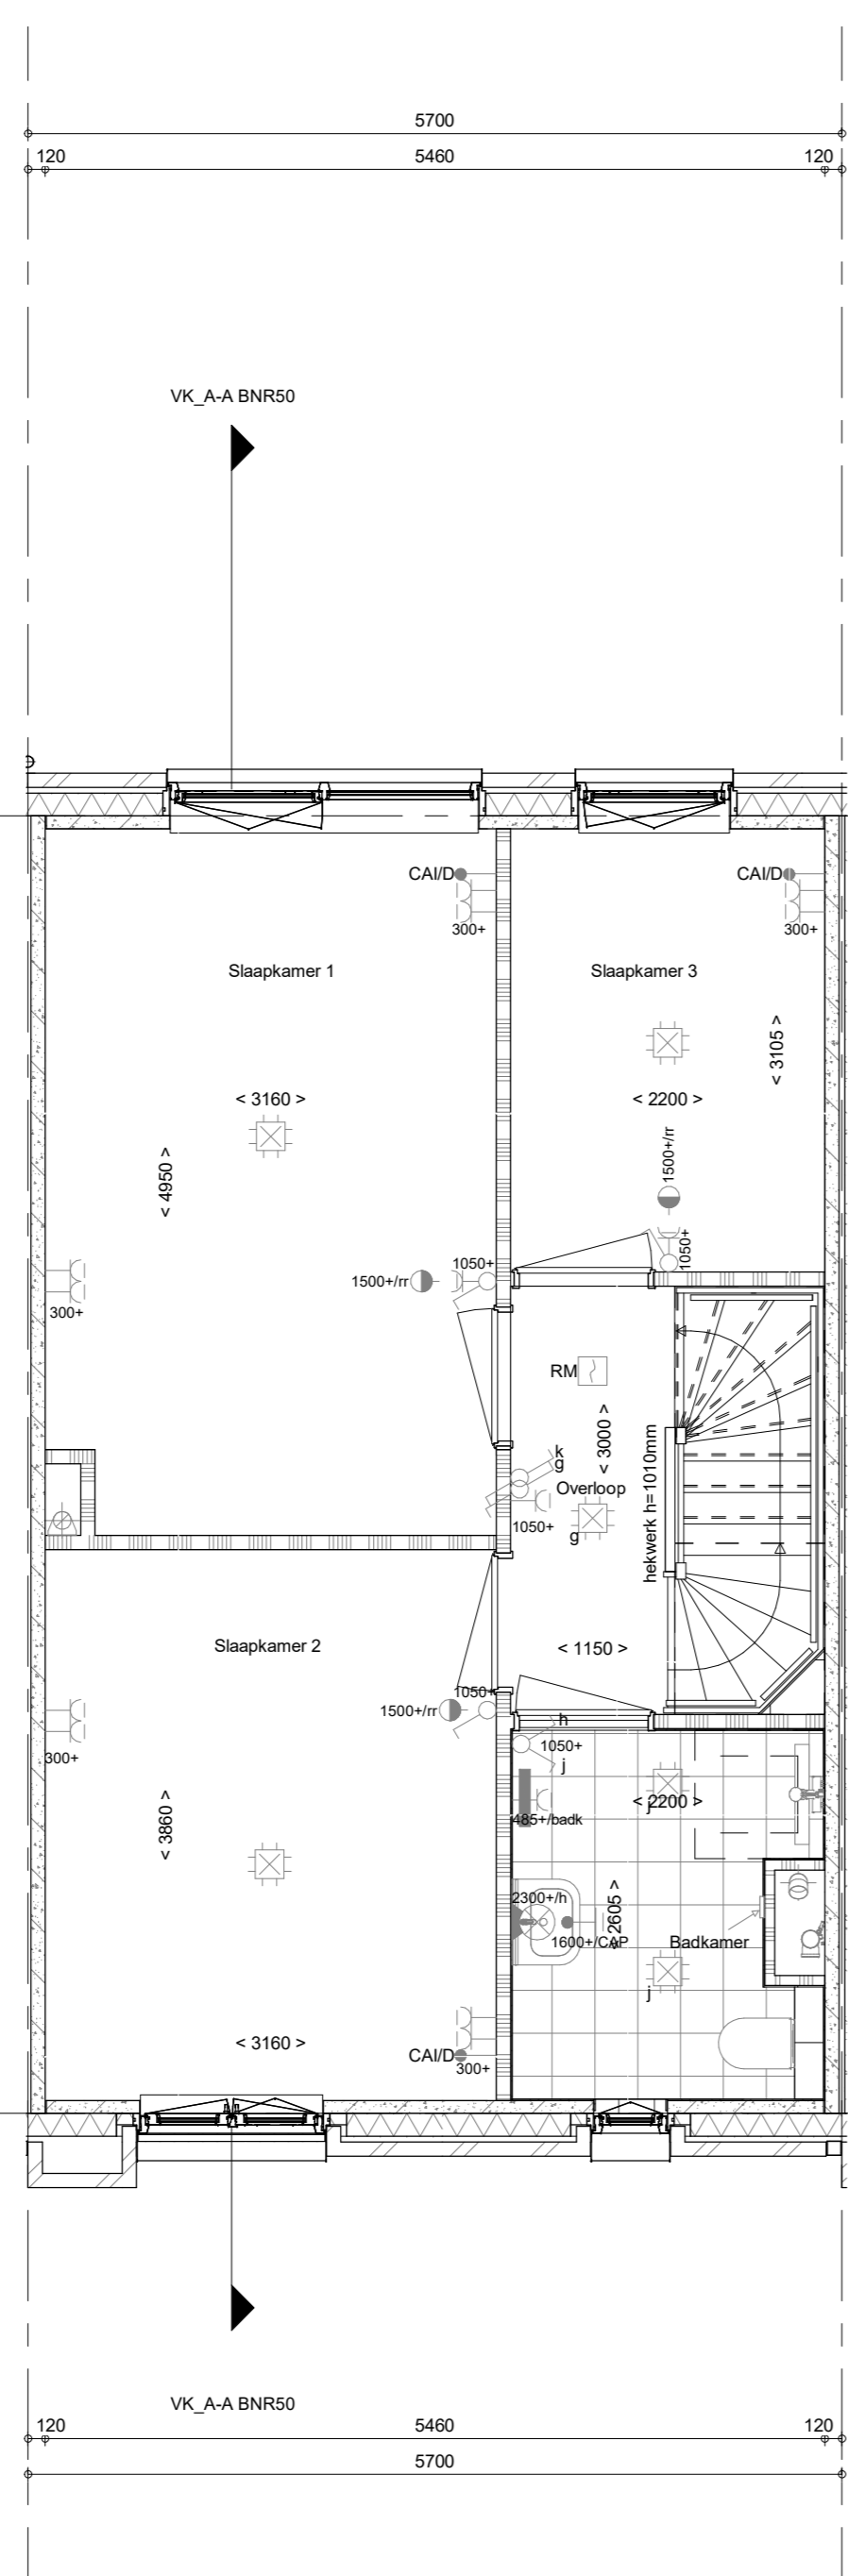 5700
120 5460 120
VK_A-A BNR50
CAI/D
300+
CAI/D
300+
Slaapkamer 1
Slaapkamer 3
< 3105 >
< 3160 >
< 2200 >
< 4950 >
1500+/rr
1050+
1500+/rr
1050+
300+
RM
< 3000 >
hekwerk h=1010mm
k
g
Overloop
1050+
g
< 1150 >
Slaapkamer 2
1500+/rr
1050+
300+
h
1050+
j
< 2200 >
j
485+/badk
< 3860 >
2300+/h
< 2605 >
1600+/CAP
Badkamer
j
< 3160 >
CAI/D
300+
VK_A-A BNR50
120 5460 120
5700